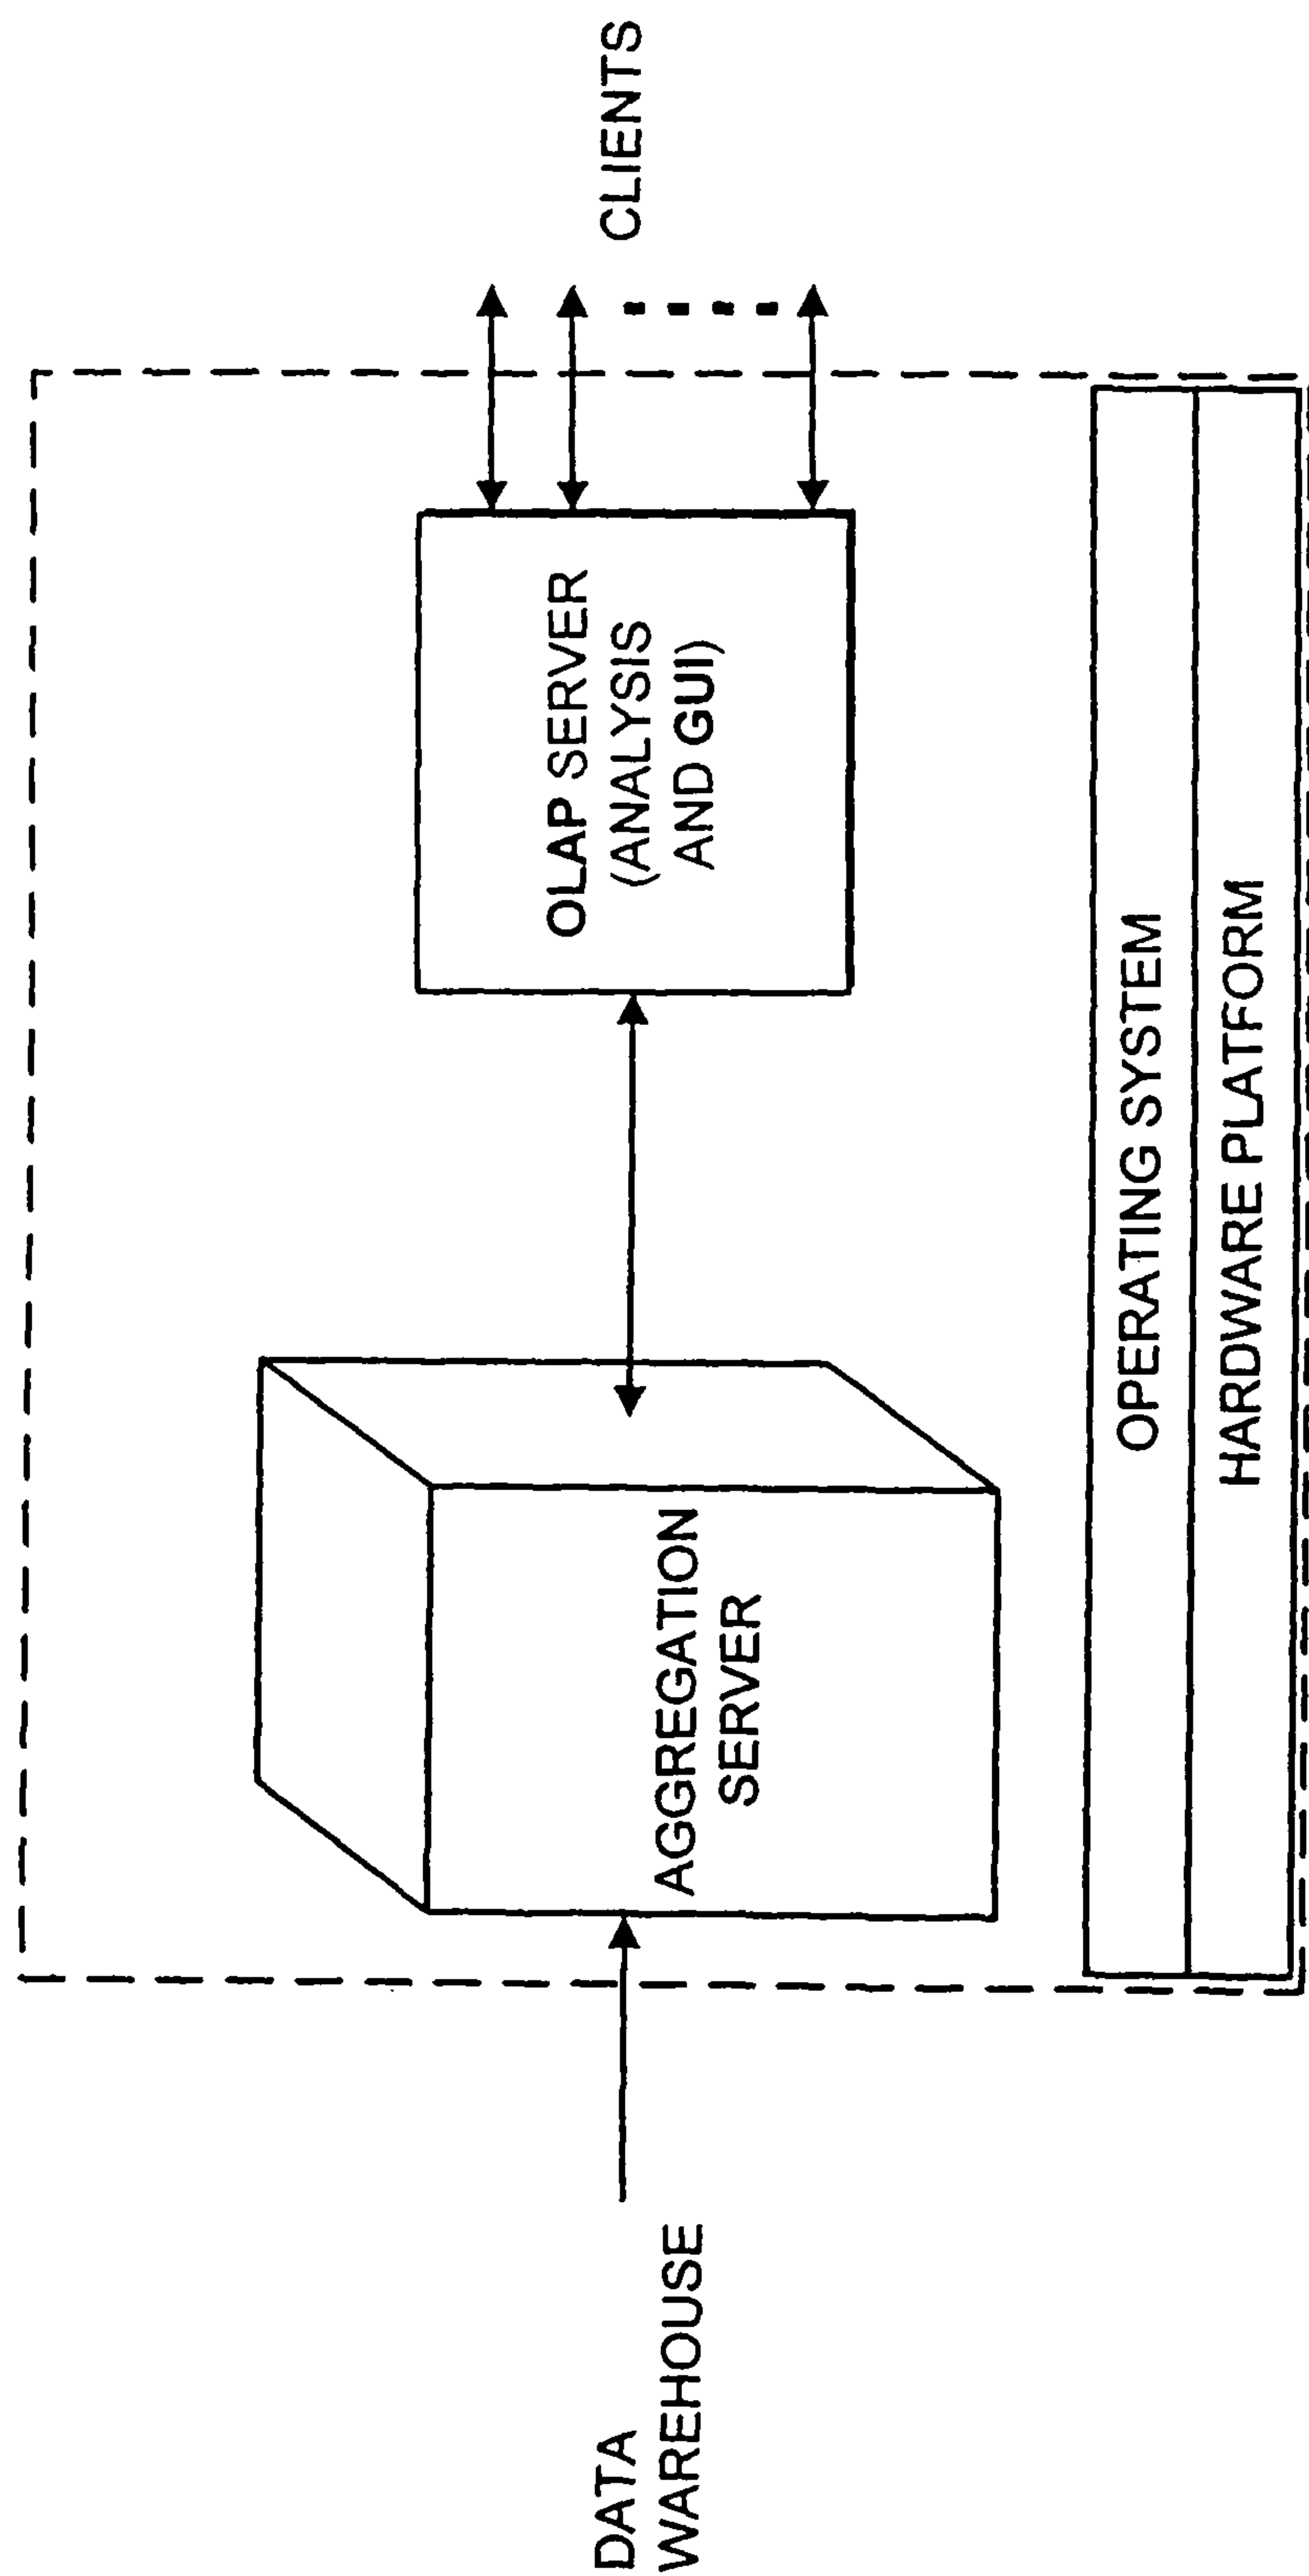 DATA
WAREHOUSE
AGGREGATION
SERVER
OLAP SERVER
(ANALYSIS
AND GUI)
CLIENTS
OPERATING SYSTEM
HARDWARE PLATFORM